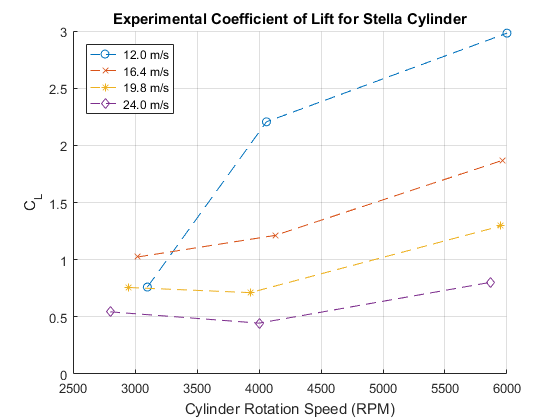 Experimental Coefficient of Lift for Stella Cylinder
3
2.5
2
1.5
1
0.5
0
C_L
12.0 m/s
16.4 m/s
19.8 m/s
24.0 m/s
2500 3000 3500 4000 4500 5000 5500 6000
Cylinder Rotation Speed (RPM)